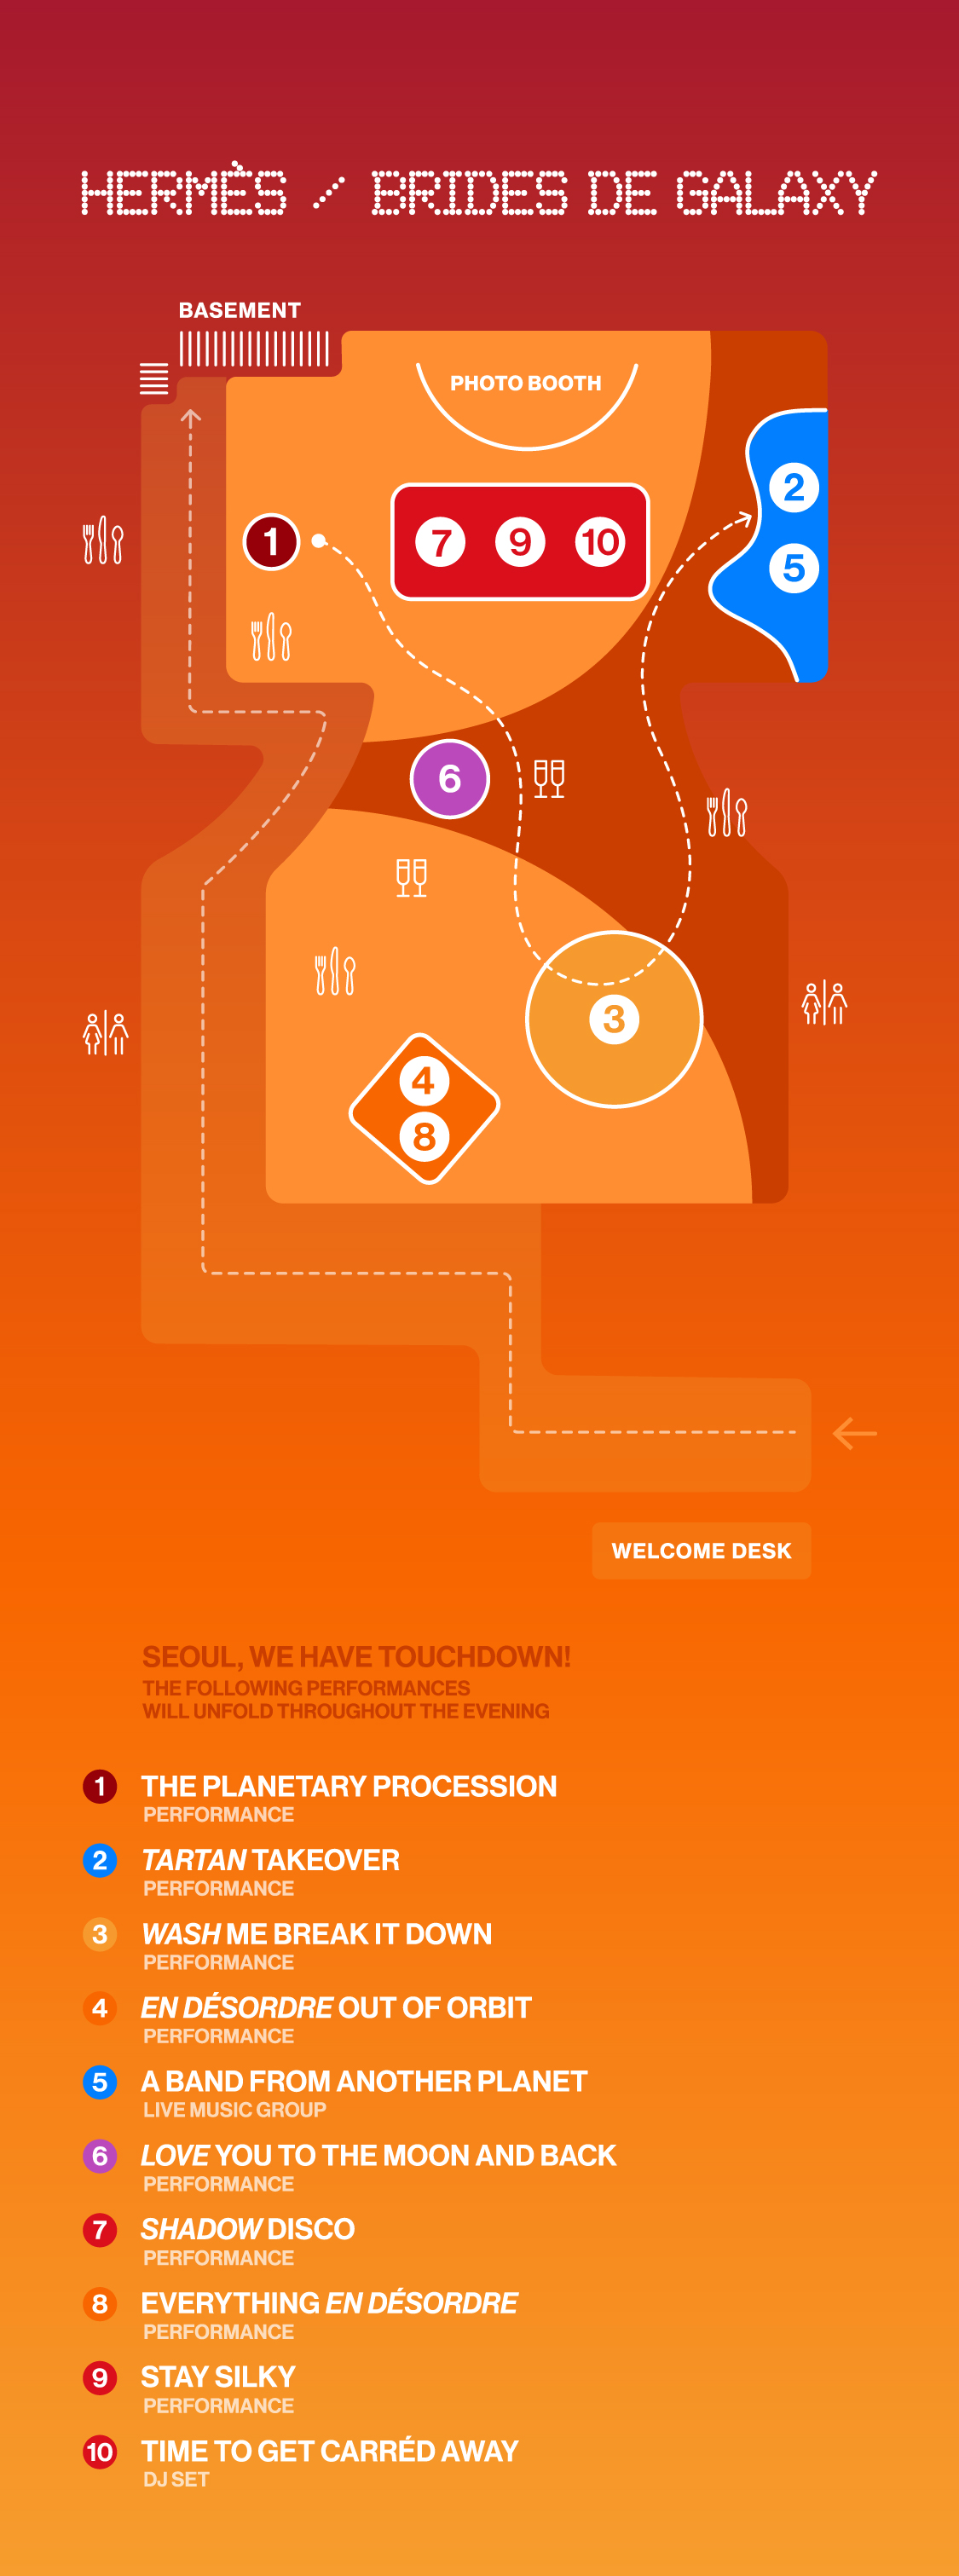 HERMÈS / BRIDES DE GALAXY
BASEMENT
PHOTO BOOTH
1
7 9 10
2
5
6
3
4
8
WELCOME DESK
SEOUL, WE HAVE TOUCHDOWN!
THE FOLLOWING PERFORMANCES
WILL UNFOLD THROUGHOUT THE EVENING
1 THE PLANETARY PROCESSION
PERFORMANCE
2 TARTAN TAKEOVER
PERFORMANCE
3 WASH ME BREAK IT DOWN
PERFORMANCE
4 EN DÉSORDRE OUT OF ORBIT
PERFORMANCE
5 A BAND FROM ANOTHER PLANET
LIVE MUSIC GROUP
6 LOVE YOU TO THE MOON AND BACK
PERFORMANCE
7 SHADOW DISCO
PERFORMANCE
8 EVERYTHING EN DÉSORDRE
PERFORMANCE
9 STAY SILKY
PERFORMANCE
10 TIME TO GET CARRÉD AWAY
DJ SET